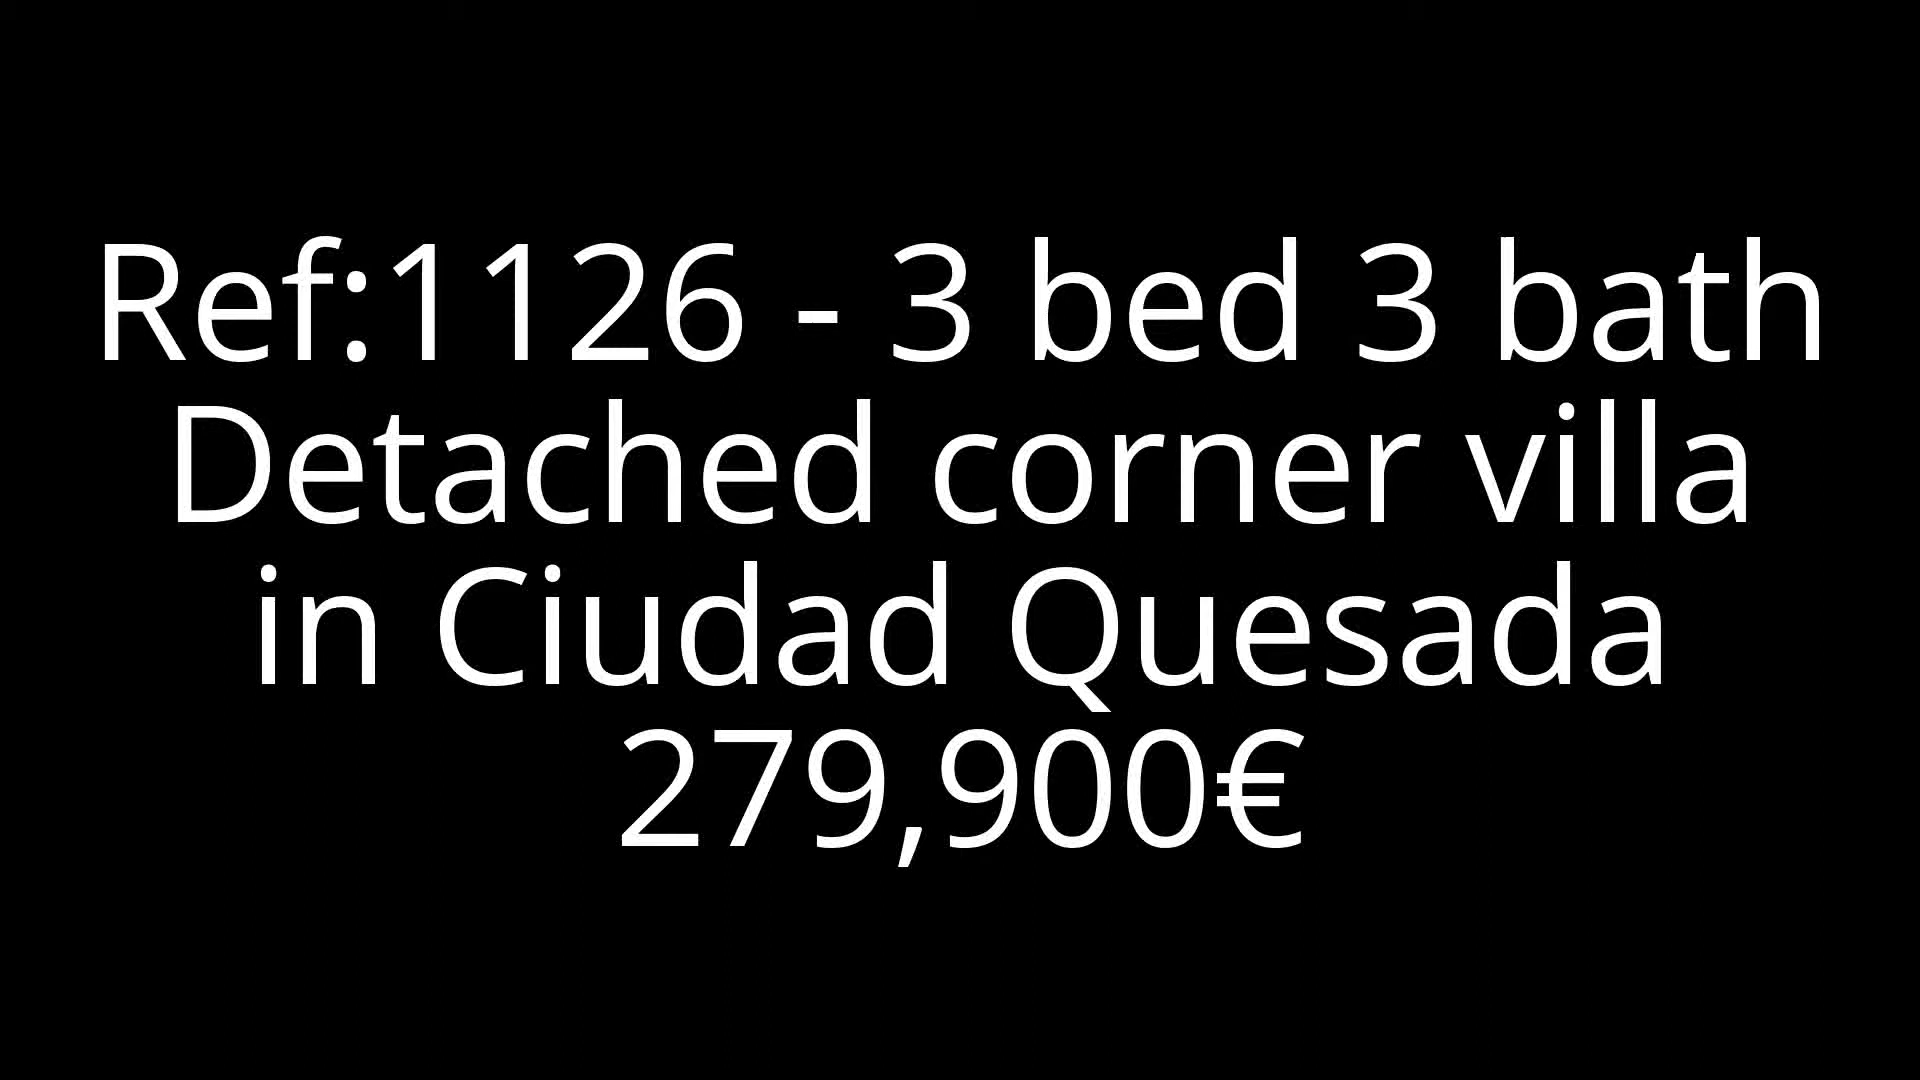 Ref:1126 - 3 bed 3 bath
Detached corner villa
in Ciudad Quesada
279,900€